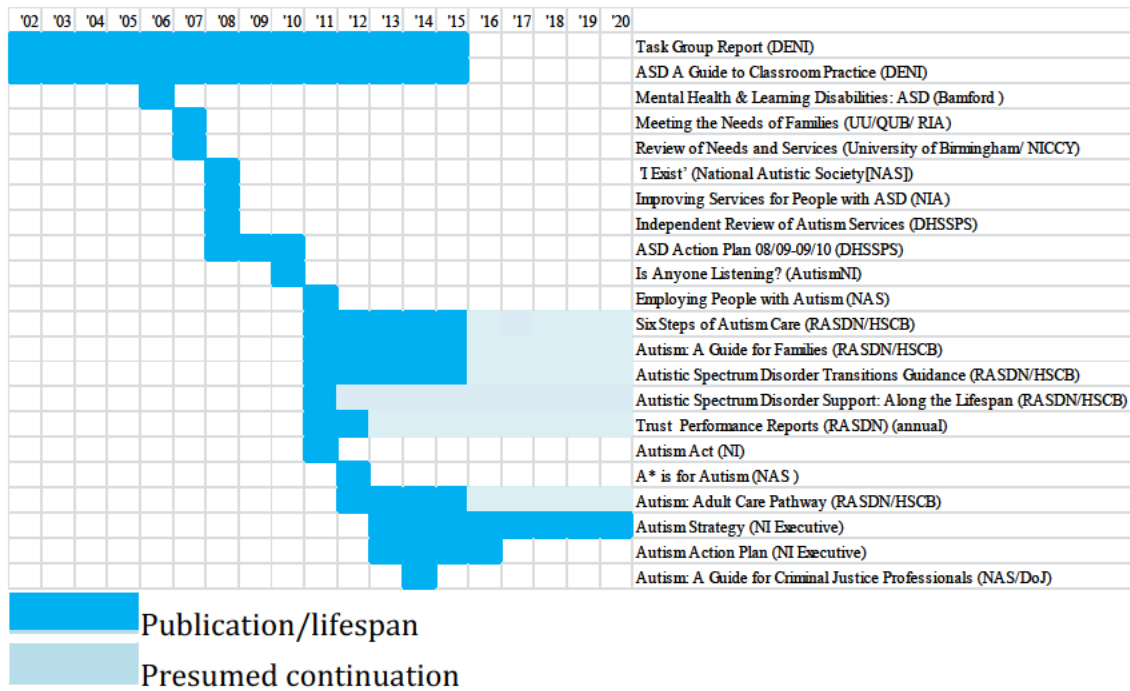 '02 '03 '04 '05 '06 '07 '08 '09 '10 '11 '12 '13 '14 '15 '16 '17 '18 '19 '20
Task Group Report (DENI)
ASD A Guide to Classroom Practice (DENI)
Mental Health & Learning Disabilities: ASD (Bamford )
Meeting the Needs of Families (UU/QUB/ RIA)
Review of Needs and Services (University of Birmingham/ NICCY)
'I Exist' (National Autistic Society[NAS])
Improving Services for People with ASD (NIA)
Independent Review of Autism Services (DHSSPS)
ASD Action Plan 08/09-09/10 (DHSSPS)
Is Anyone Listening? (AutismNI)
Employing People with Autism (NAS)
Six Steps of Autism Care (RASDN/HSCB)
Autism: A Guide for Families (RASDN/HSCB)
Autistic Spectrum Disorder Transitions Guidance (RASDN/HSCB)
Autistic Spectrum Disorder Support: Along the Lifespan (RASDN/HSCB)
Trust Performance Reports (RASDN) (annual)
Autism Act (NI)
A* is for Autism (NAS )
Autism: Adult Care Pathway (RASDN/HSCB)
Autism Strategy (NI Executive)
Autism Action Plan (NI Executive)
Autism: A Guide for Criminal Justice Professionals (NAS/DoJ)
Publication/lifespan
Presumed continuation